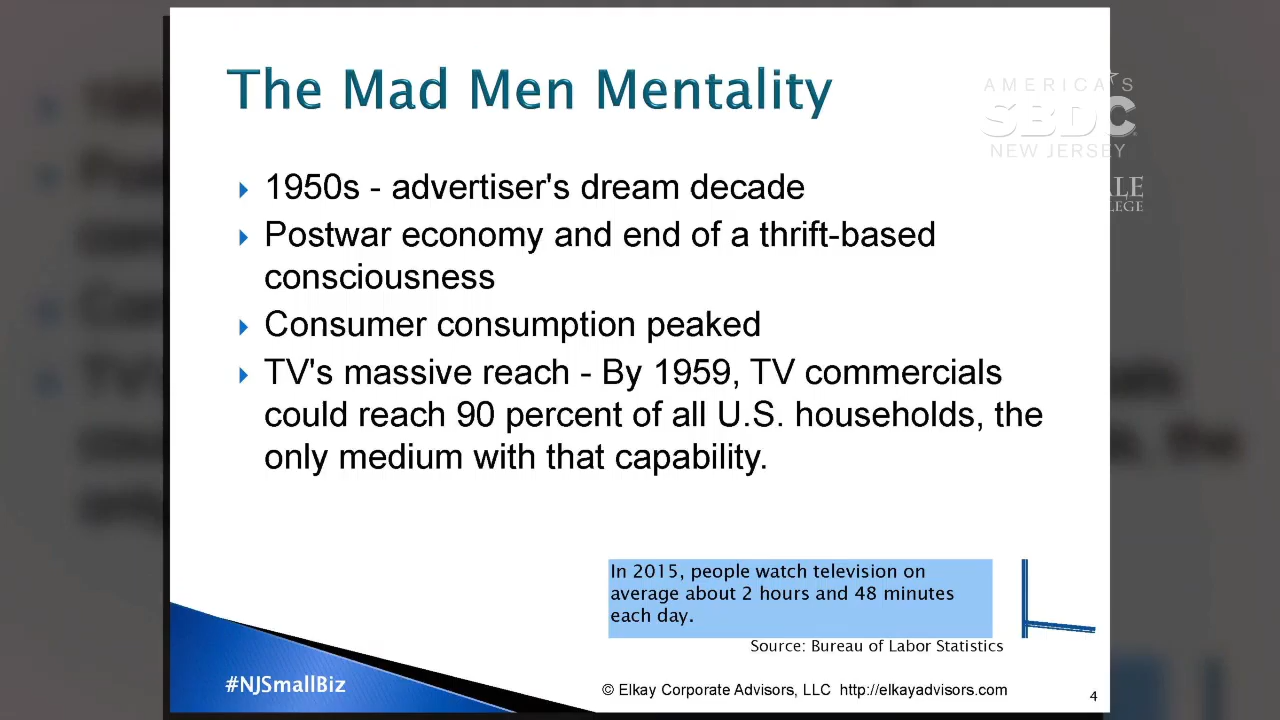 The Mad Men Mentality
AMERICA'S
SBDC
NEW JERSEY
1950s - advertiser's dream decade
Postwar economy and end of a thrift-based
consciousness
Consumer consumption peaked
TV's massive reach - By 1959, TV commercials
could reach 90 percent of all U.S. households, the
only medium with that capability.
In 2015, people watch television on
average about 2 hours and 48 minutes
each day.
Source: Bureau of Labor Statistics
#NJSmallBiz
© Elkay Corporate Advisors, LLC http://elkayadvisors.com
4